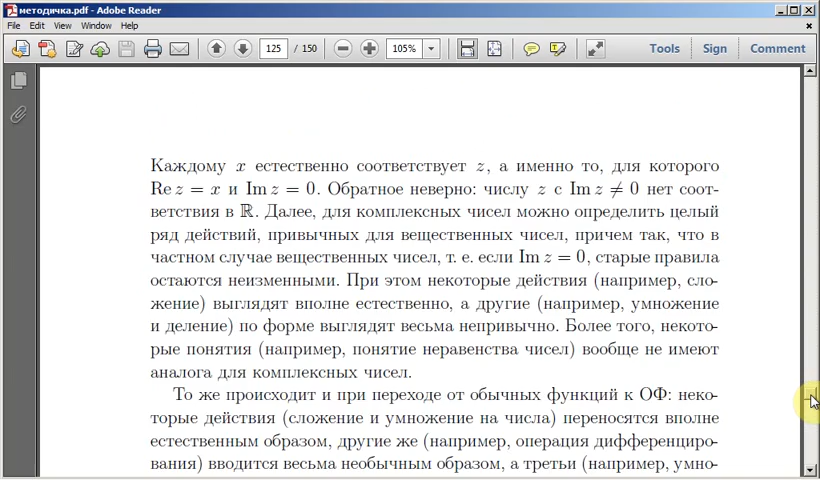 методичка.pdf - Adobe Reader
File Edit View Window Help
125 / 150 105% Tools Sign Comment
Каждому x естественно соответствует z, а именно то, для которого
Re z = x и Im z = 0. Обратное неверно: числу z с Im z ≠ 0 нет соот-
ветствия в ℝ. Далее, для комплексных чисел можно определить целый
ряд действий, привычных для вещественных чисел, причем так, что в
частном случае вещественных чисел, т. е. если Im z = 0, старые правила
остаются неизменными. При этом некоторые действия (например, сло-
жение) выглядят вполне естественно, а другие (например, умножение
и деление) по форме выглядят весьма непривычно. Более того, некото-
рые понятия (например, понятие неравенства чисел) вообще не имеют
аналога для комплексных чисел.
То же происходит и при переходе от обычных функций к ОФ: неко-
торые действия (сложение и умножение на числа) переносятся вполне
естественным образом, другие же (например, операция дифференциро-
вания) вводится весьма необычным образом, а третьи (например, умно-